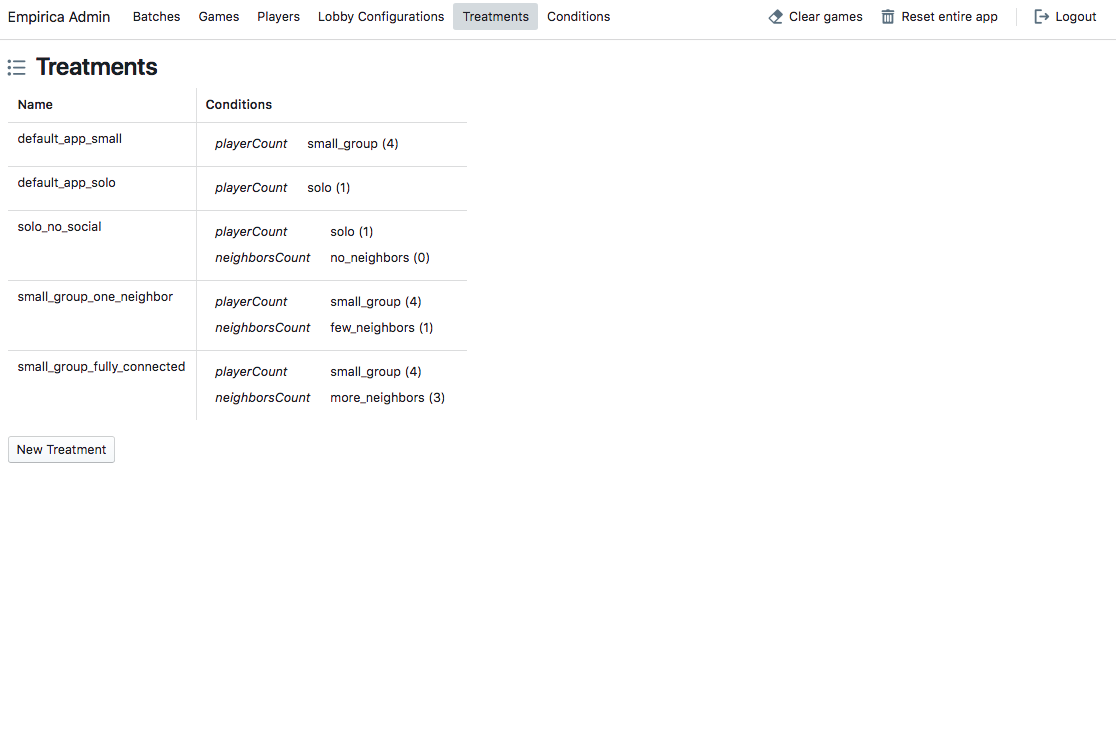 Empirica Admin Batches Games Players Lobby Configurations Treatments Conditions Clear games Reset entire app Logout
Treatments
Name Conditions
default_app_small playerCount small_group (4)
default_app_solo playerCount solo (1)
solo_no_social playerCount solo (1)
neighborsCount no_neighbors (0)
small_group_one_neighbor playerCount small_group (4)
neighborsCount few_neighbors (1)
small_group_fully_connected playerCount small_group (4)
neighborsCount more_neighbors (3)
New Treatment